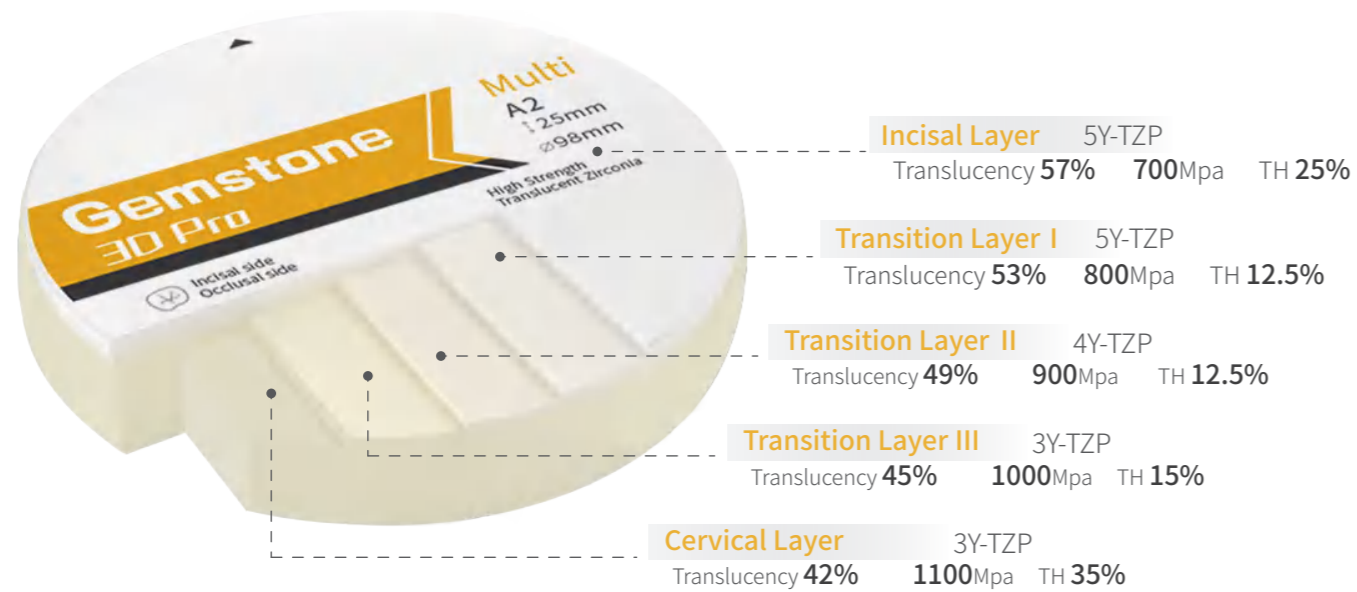 Multi
A2
25mm
⌀98mm
High Strength
Translucent Zirconia
Gemstone
3D Pro
Incisal side
Occlusal side
Incisal Layer 5Y-TZP
Translucency 57% 700Mpa TH 25%
Transition Layer I 5Y-TZP
Translucency 53% 800Mpa TH 12.5%
Transition Layer II 4Y-TZP
Translucency 49% 900Mpa TH 12.5%
Transition Layer III 3Y-TZP
Translucency 45% 1000Mpa TH 15%
Cervical Layer 3Y-TZP
Translucency 42% 1100Mpa TH 35%